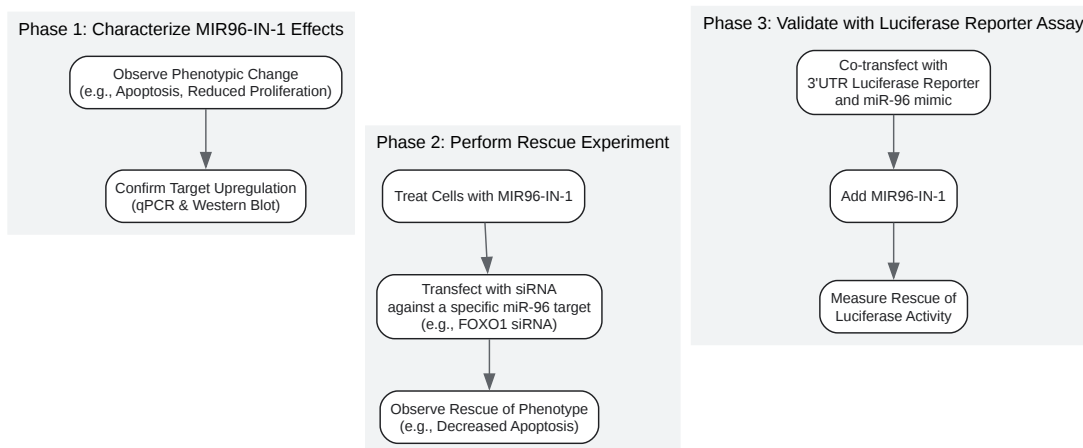 Phase 1: Characterize MIR96-IN-1 Effects
Observe Phenotypic Change
(e.g., Apoptosis, Reduced Proliferation)
Confirm Target Upregulation
(qPCR & Western Blot)
Phase 2: Perform Rescue Experiment
Treat Cells with MIR96-IN-1
Transfect with siRNA
against a specific miR-96 target
(e.g., FOXO1 siRNA)
Observe Rescue of Phenotype
(e.g., Decreased Apoptosis)
Phase 3: Validate with Luciferase Reporter Assay
Co-transfect with
3'UTR Luciferase Reporter
and miR-96 mimic
Add MIR96-IN-1
Measure Rescue of
Luciferase Activity